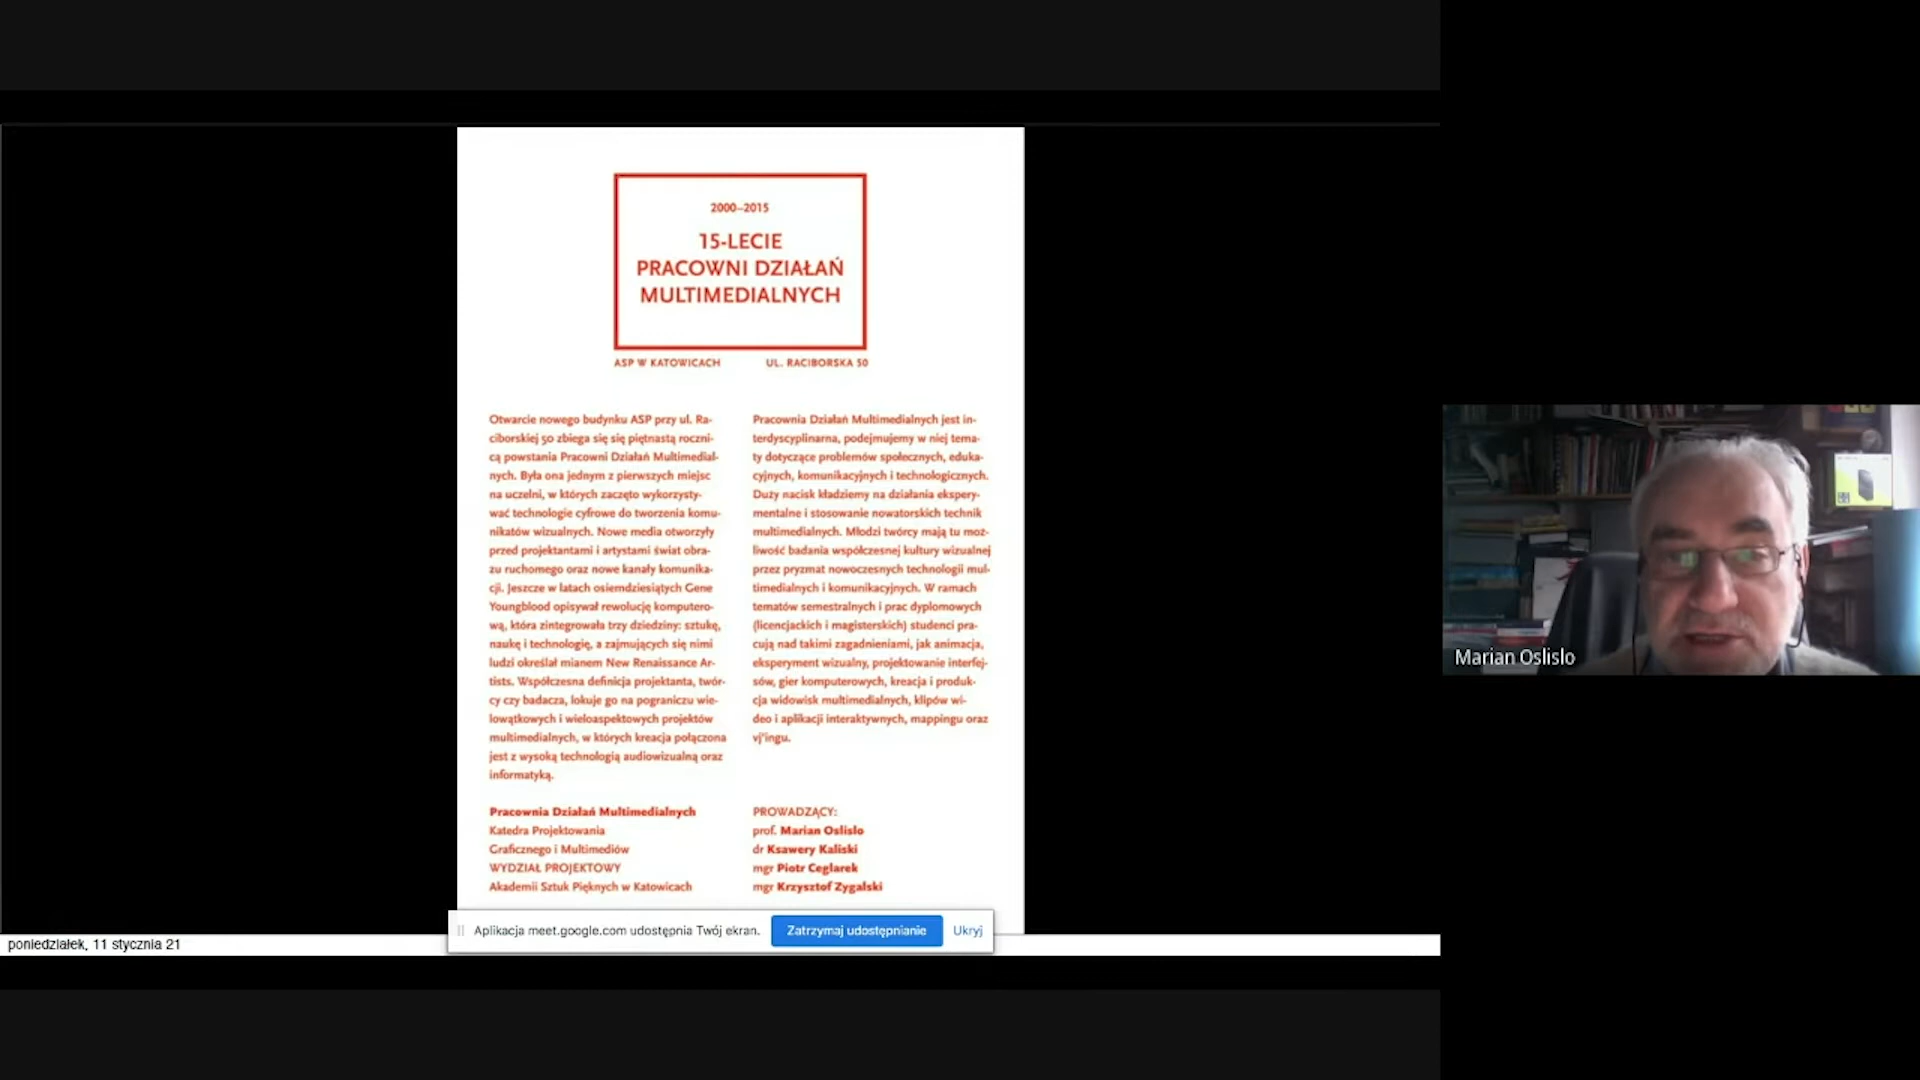 2000–2015
15-LECIE
PRACOWNI DZIAŁAŃ
MULTIMEDIALNYCH
ASP W KATOWICACH
UL. RACIBORSKA 50
Otwarcie nowego budynku ASP przy ul. Ra-
ciborskiej 50 zbiega się się piętnastą roczni-
cą powstania Pracowni Działań Multimedial-
nych. Była ona jednym z pierwszych miejsc
na uczelni, w których zaczęto wykorzysty-
wać technologie cyfrowe do tworzenia komu-
nikatów wizualnych. Nowe media otworzyły
przed projektantami i artystami świat obra-
zu ruchomego oraz nowe kanały komunika-
cji. Jeszcze w latach osiemdziesiątych Gene
Youngblood opisywał rewolucję komputero-
wą, która zintegrowała trzy dziedziny: sztukę,
naukę i technologię, a zajmujących się nimi
ludzi określał mianem New Renaissance Ar-
tists. Współczesna definicja projektanta, twór-
cy czy badacza, lokuje go na pograniczu wie-
lowątkowych i wieloaspektowych projektów
multimedialnych, w których kreacja połączona
jest z wysoką technologią audiowizualną oraz
informatyką.
Pracownia Działań Multimedialnych jest in-
terdyscyplinarna, podejmujemy w niej tema-
ty dotyczące problemów społecznych, eduka-
cyjnych, komunikacyjnych i technologicznych.
Duży nacisk kładziemy na działania ekspery-
mentalne i stosowanie nowatorskich technik
multimedialnych. Młodzi twórcy mają tu moż-
liwość badania współczesnej kultury wizualnej
przez pryzmat nowoczesnych technologii mul-
timedialnych i komunikacyjnych. W ramach
tematów semestralnych i prac dyplomowych
(licencjackich i magisterskich) studenci pra-
cują nad takimi zagadnieniami, jak animacja,
eksperyment wizualny, projektowanie interfej-
sów, gier komputerowych, kreacja i produk-
cja widowisk multimedialnych, klipów wi-
deo i aplikacji interaktywnych, mappingu oraz
vj'ingu.
Pracownia Działań Multimedialnych
Katedra Projektowania
Graficznego i Multimediów
WYDZIAŁ PROJEKTOWY
Akademii Sztuk Pięknych w Katowicach
PROWADZĄCY:
prof. Marian Oslislo
dr Ksawery Kaliski
mgr Piotr Ceglarek
mgr Krzysztof Zygalski
Aplikacja meet.google.com udostępnia Twój ekran.
Zatrzymaj udostępnianie
Ukryj
poniedziałek, 11 stycznia 21
Marian Oslislo